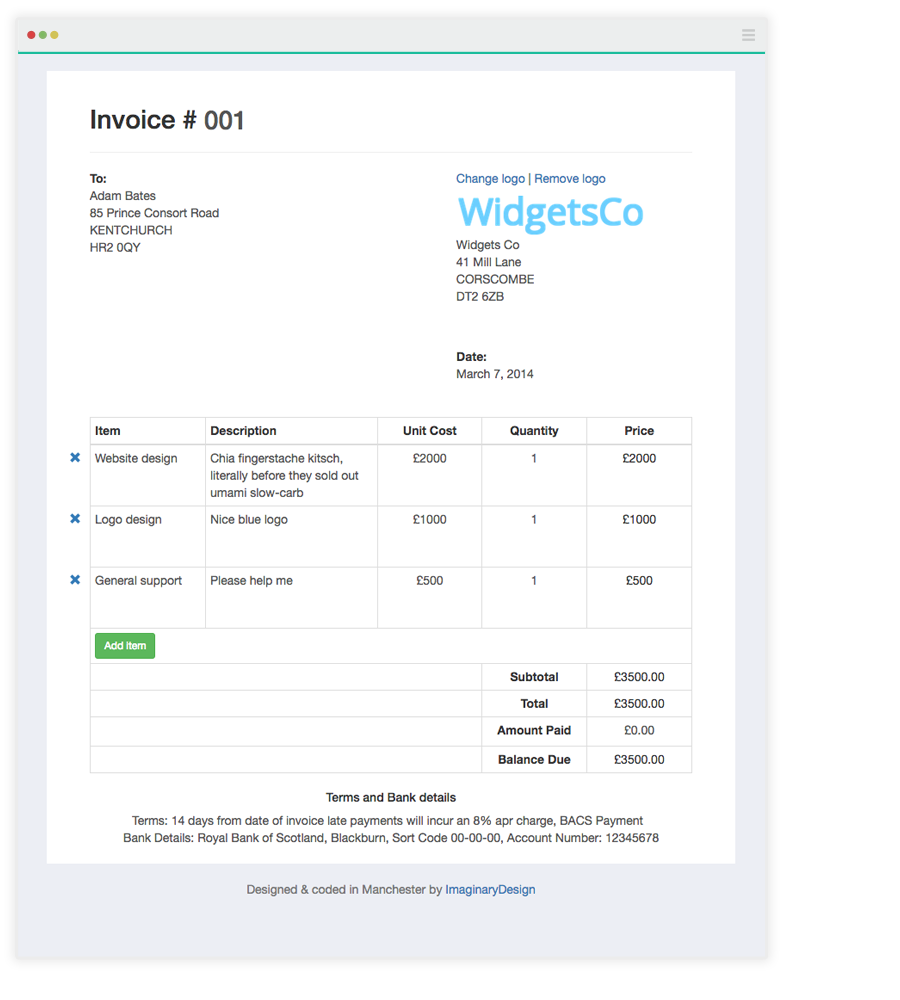 Invoice # 001
To:
Adam Bates
85 Prince Consort Road
KENTCHURCH
HR2 0QY
Change logo | Remove logo
WidgetsCo
Widgets Co
41 Mill Lane
CORSCOMBE
DT2 6ZB
Date:
March 7, 2014
Item Description Unit Cost Quantity Price
Website design Chia fingerstache kitsch, £2000 1 £2000
literally before they sold out
umami slow-carb
Logo design Nice blue logo £1000 1 £1000
General support Please help me £500 1 £500
Add item
Subtotal £3500.00
Total £3500.00
Amount Paid £0.00
Balance Due £3500.00
Terms and Bank details
Terms: 14 days from date of invoice late payments will incur an 8% apr charge, BACS Payment
Bank Details: Royal Bank of Scotland, Blackburn, Sort Code 00-00-00, Account Number: 12345678
Designed & coded in Manchester by ImaginaryDesign